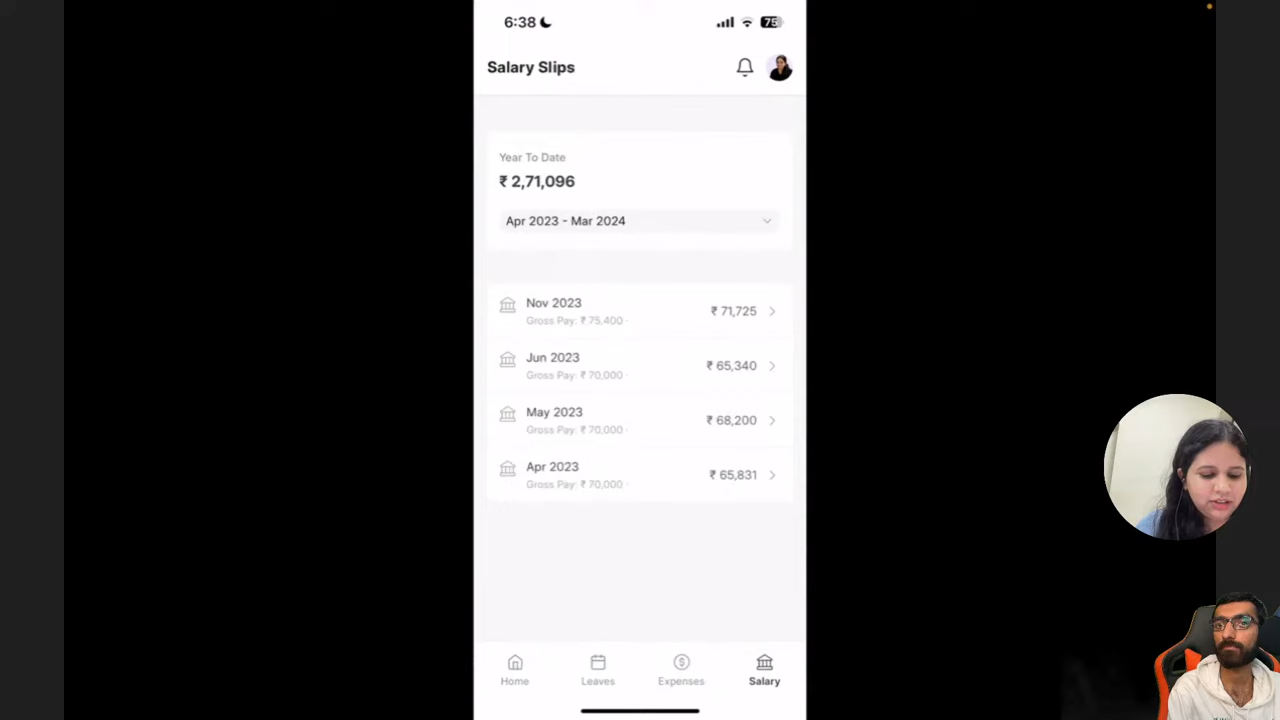 6:38
75
Salary Slips
Year To Date
₹ 2,71,096
Apr 2023 - Mar 2024
Nov 2023
Gross Pay: ₹ 75,400 ·
₹ 71,725
Jun 2023
Gross Pay: ₹ 70,000 ·
₹ 65,340
May 2023
Gross Pay: ₹ 70,000 ·
₹ 68,200
Apr 2023
Gross Pay: ₹ 70,000 ·
₹ 65,831
Home Leaves Expenses Salary